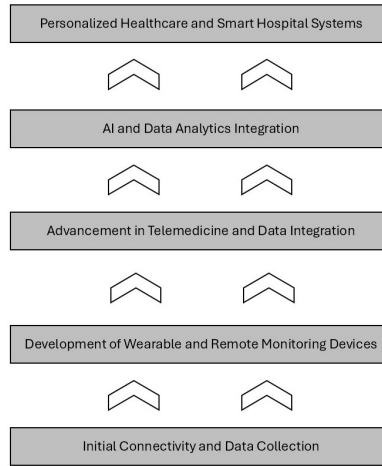 Personalized Healthcare and Smart Hospital Systems
AI and Data Analytics Integration
Advancement in Telemedicine and Data Integration
Development of Wearable and Remote Monitoring Devices
Initial Connectivity and Data Collection